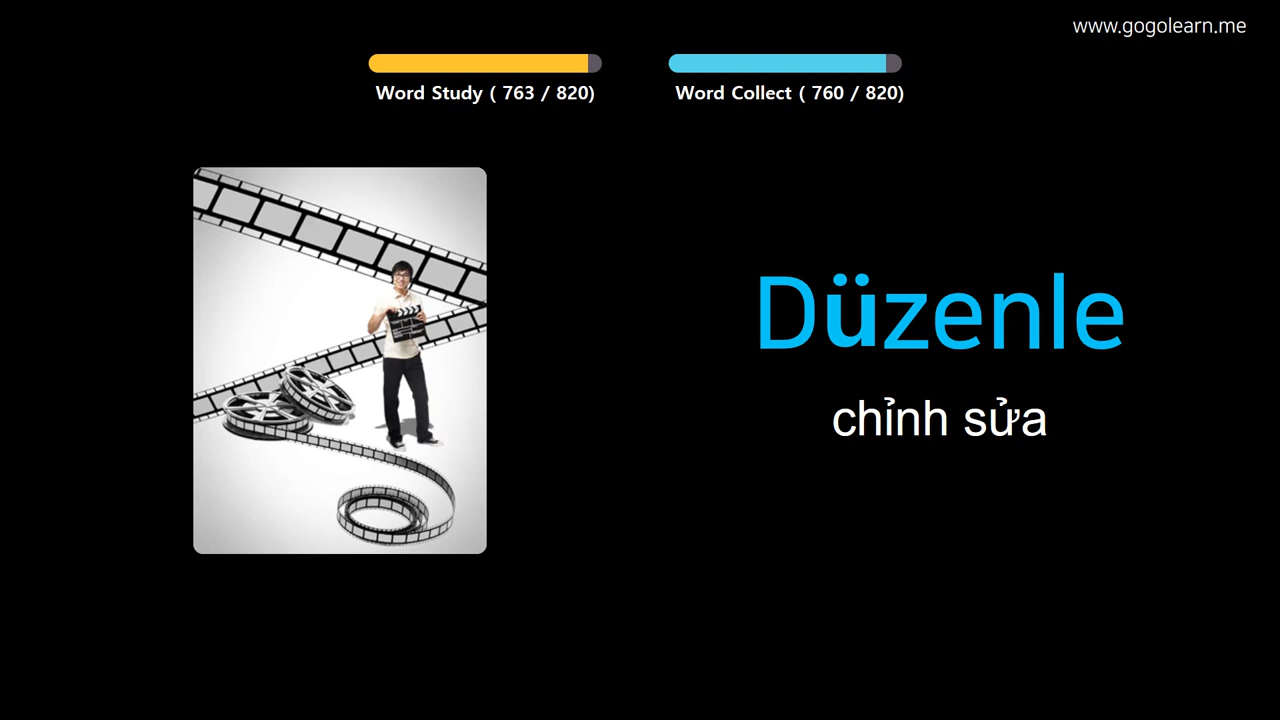 www.gogolearn.me
Word Study ( 763 / 820)
Word Collect ( 760 / 820)
Düzenle
chỉnh sửa